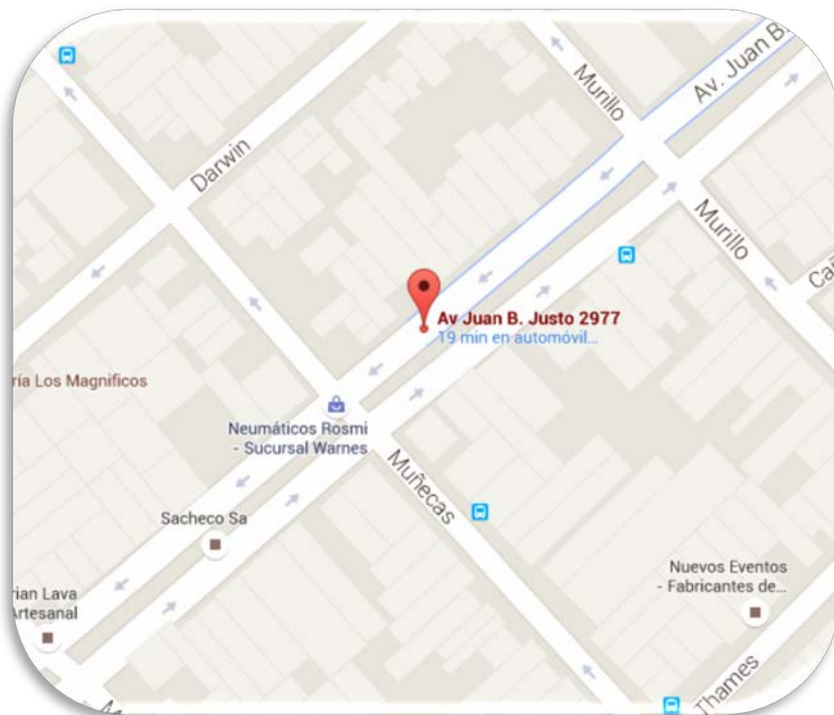 Av. Juan B.
Murillo
Darwin
Murillo
Av Juan B. Justo 2977
19 min en automóvil...
ría Los Magnificos
Neumáticos Rosmi
- Sucursal Warnes
Muñecas
Sacheco Sa
Nuevos Eventos
- Fabricantes de...
rian Lava
Artesanal
Thames